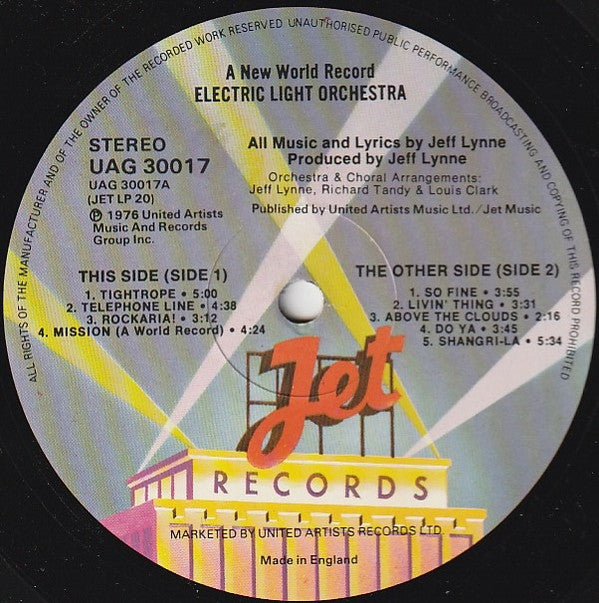 ALL RIGHTS OF THE MANUFACTURER AND OF THE OWNER OF THE RECORDED WORK RESERVED UNAUTHORISED PUBLIC PERFORMANCE BROADCASTING AND COPYING OF THIS RECORD PROHIBITED
A New World Record
ELECTRIC LIGHT ORCHESTRA
STEREO
UAG 30017
UAG 30017A
(JET LP 20)
℗ 1976 United Artists
Music And Records
Group Inc.
All Music and Lyrics by Jeff Lynne
Produced by Jeff Lynne
Orchestra & Choral Arrangements:
Jeff Lynne, Richard Tandy & Louis Clark
Published by United Artists Music Ltd./Jet Music
THIS SIDE (SIDE 1)
1. TIGHTROPE • 5:00
2. TELEPHONE LINE • 4:38
3. ROCKARIA! • 3:12
4. MISSION (A World Record) • 4:24
THE OTHER SIDE (SIDE 2)
1. SO FINE • 3:55
2. LIVIN' THING • 3:31
3. ABOVE THE CLOUDS • 2:16
4. DO YA • 3:45
5. SHANGRI-LA • 5:34
Jet
RECORDS
MARKETED BY UNITED ARTISTS RECORDS LTD.
Made in England